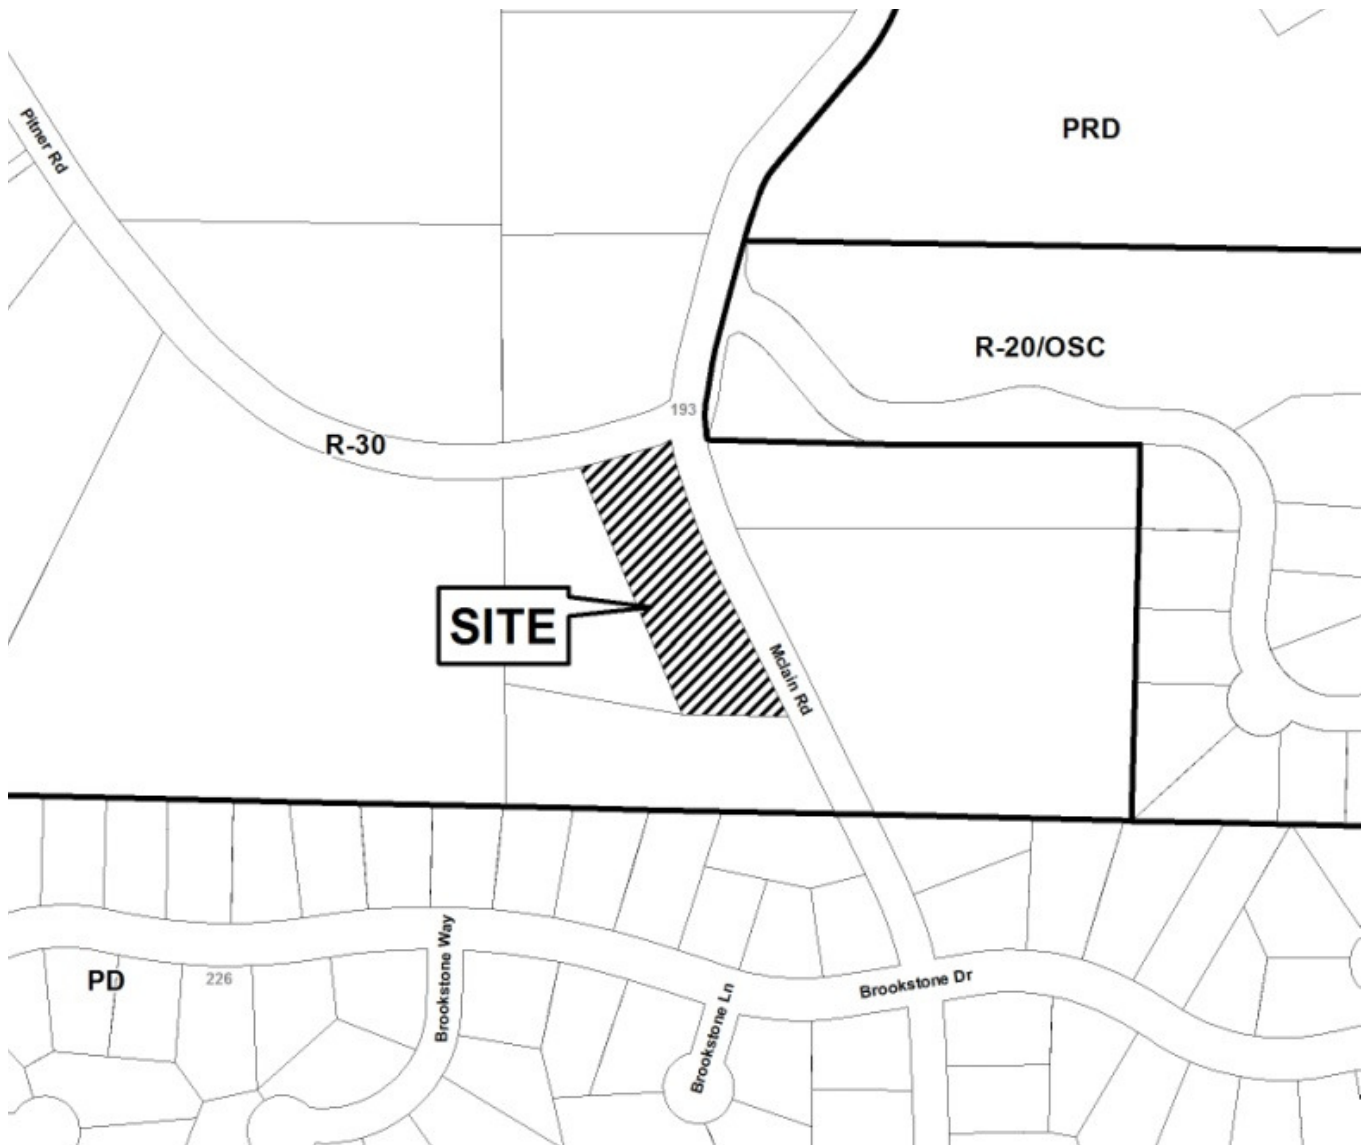 Pitner Rd
PRD
R-20/OSC
193
R-30
SITE
Mclain Rd
PD
226
Brookstone Way
Brookstone Dr
Brookstone Ln